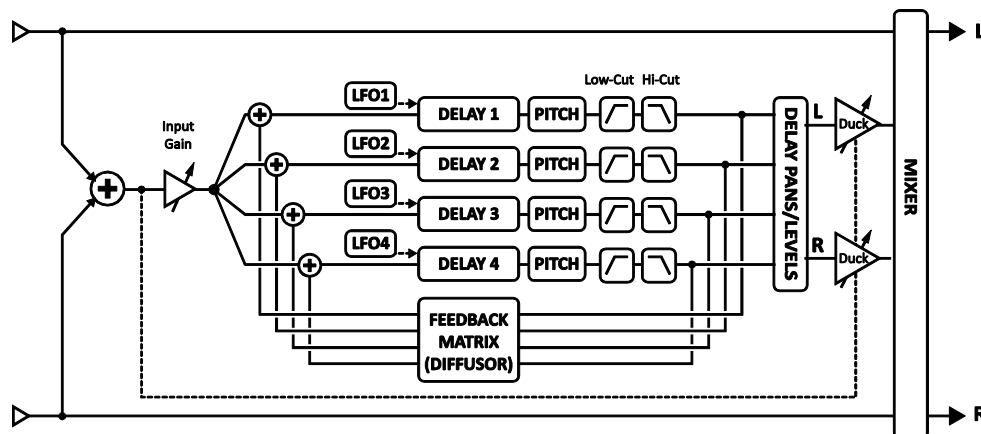 L
Low-Cut Hi-Cut
LFO1
DELAY 1 PITCH
Input
Gain
LFO2
DELAY 2 PITCH
LFO3
DELAY 3 PITCH
LFO4
DELAY 4 PITCH
DELAY PANS/LEVELS
L
Duck
R
Duck
MIXER
FEEDBACK
MATRIX
(DIFFUSOR)
R